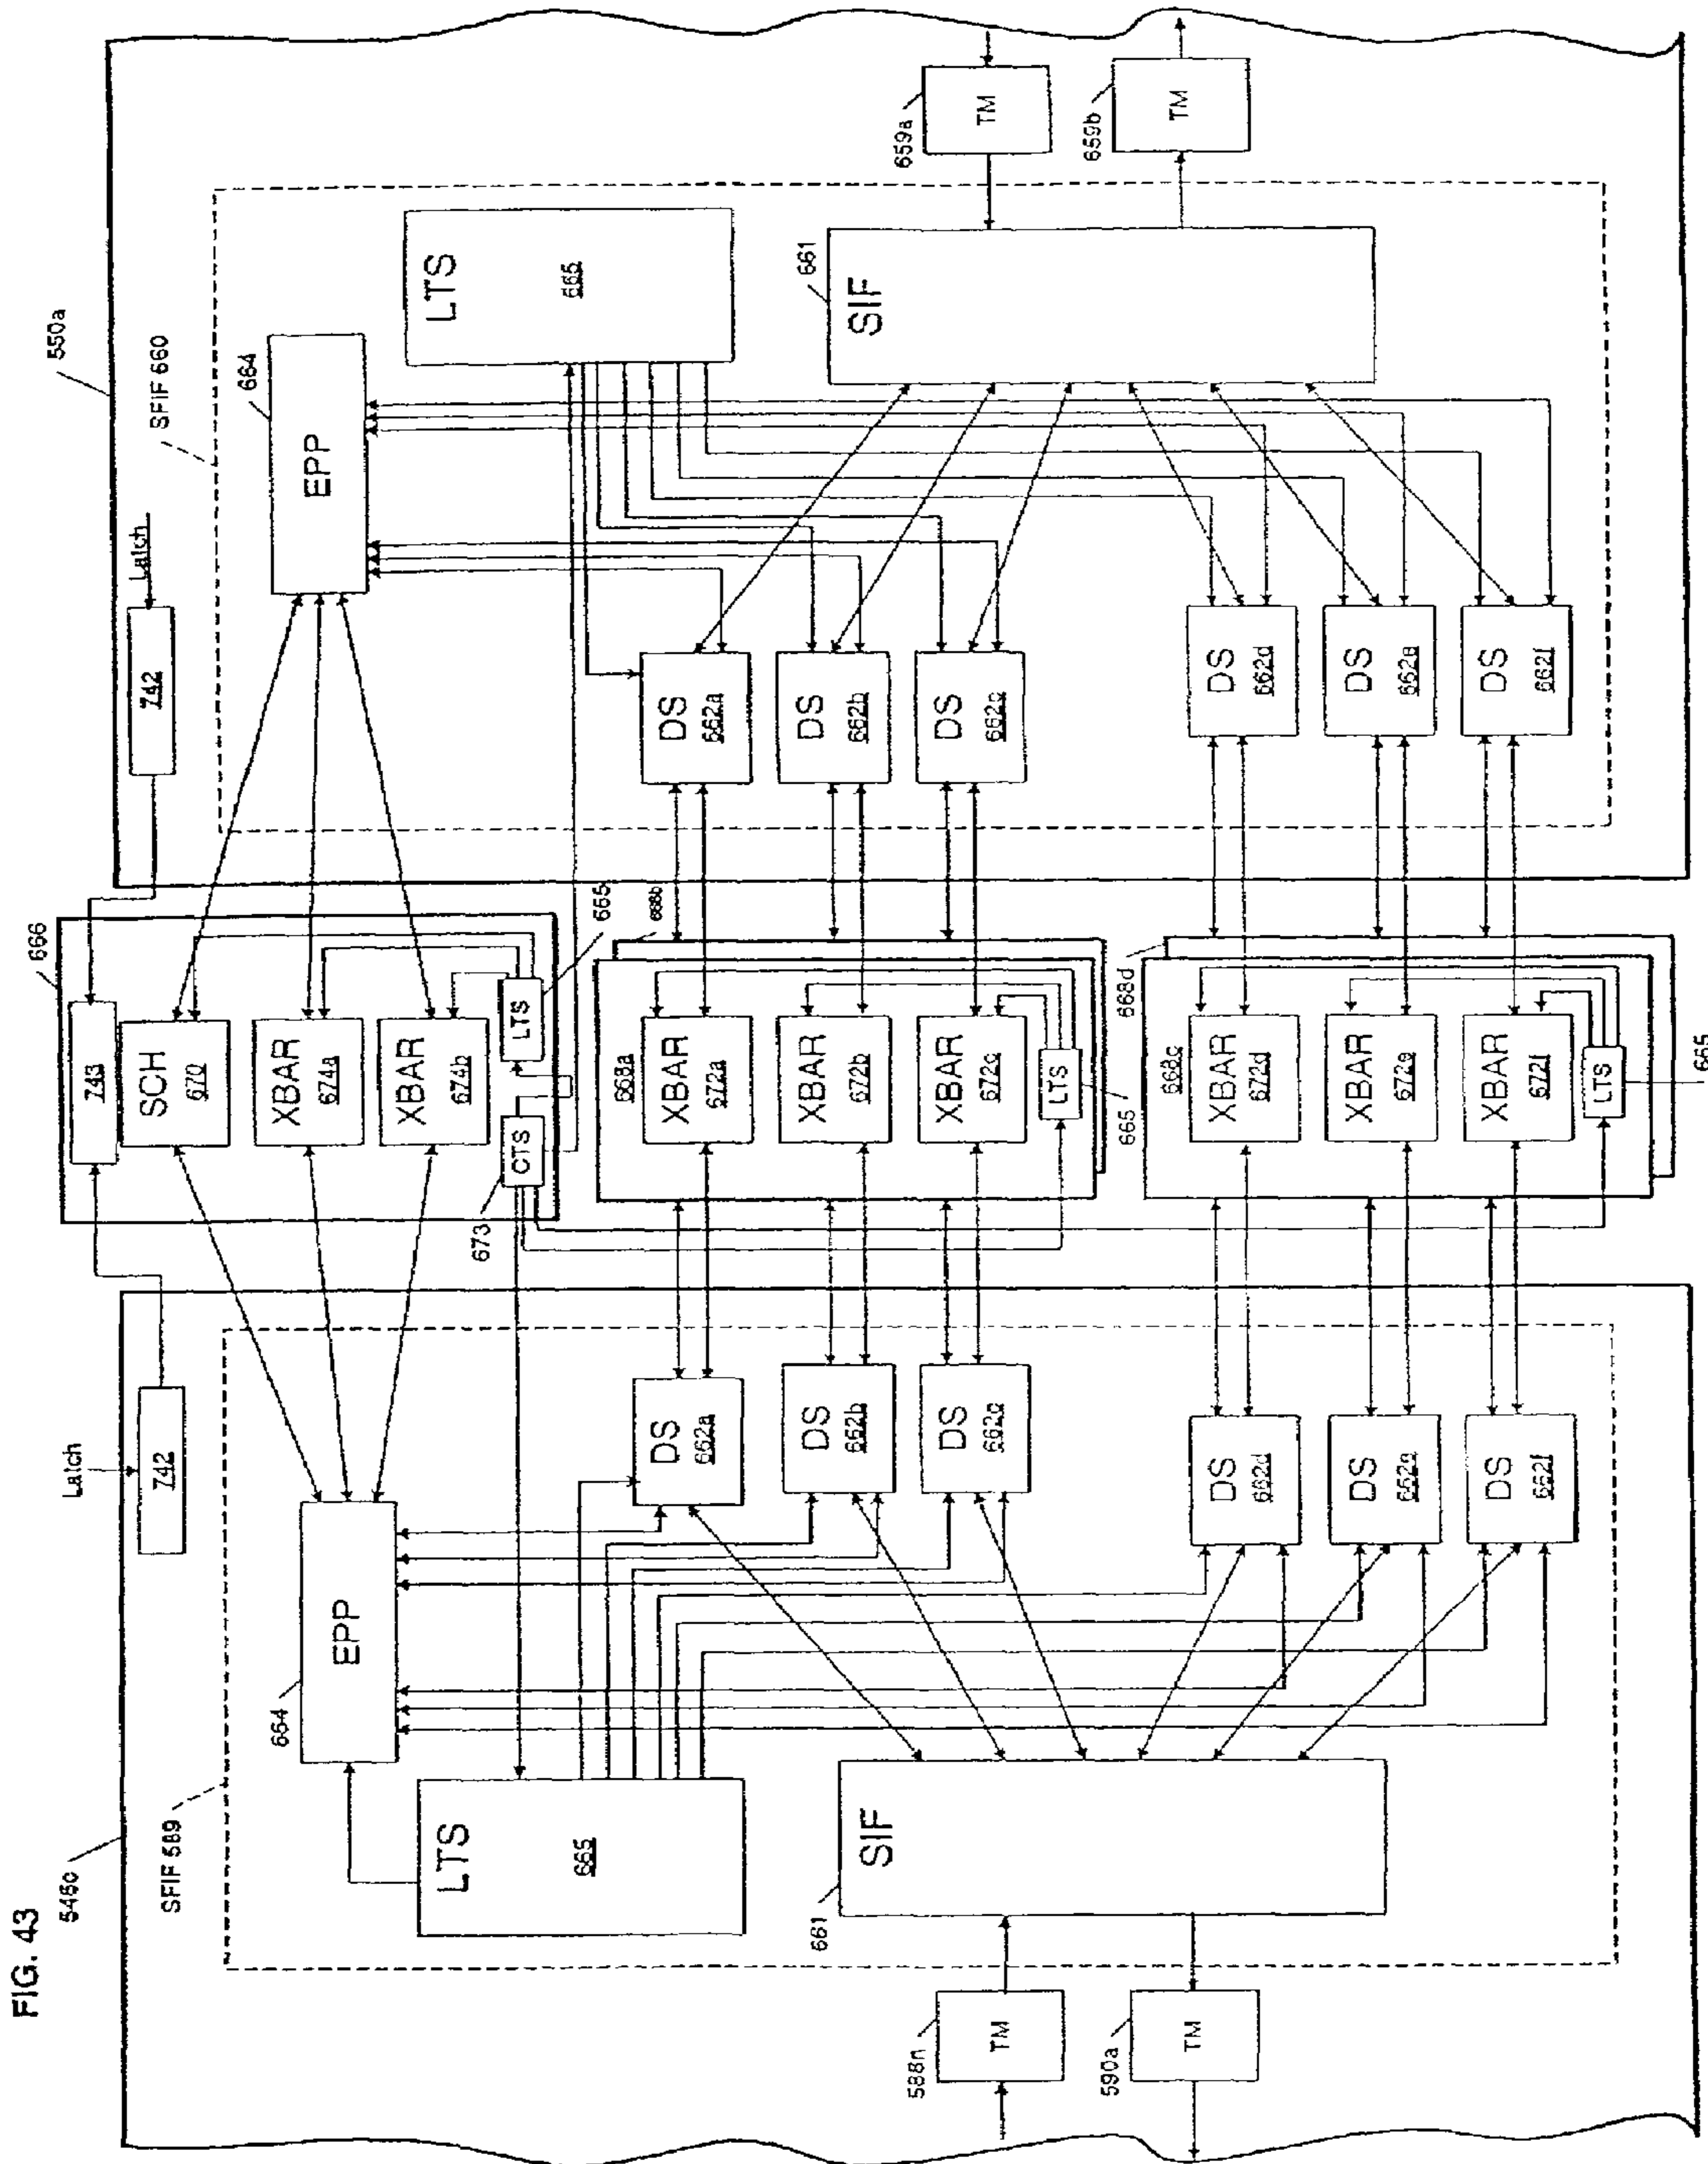 FIG. 43
546c
SFIF 589
664
EPP
LTS
665
661
SIF
588n
TM
590a
TM
Latch
742
DS
662a
DS
662b
DS
662c
DS
662d
DS
662e
DS
662f
666
743
SCH
670
XBAR
674a
XBAR
674b
LTS
665
CTS
673
668b
668a
XBAR
672a
XBAR
672b
XBAR
672c
LTS
665
668d
668c
XBAR
672d
XBAR
672e
XBAR
672f
LTS
665
550a
SFIF 660
Latch
742
664
EPP
LTS
665
661
SIF
DS
662a
DS
662b
DS
662c
DS
662d
DS
662e
DS
662f
659a
TM
659b
TM